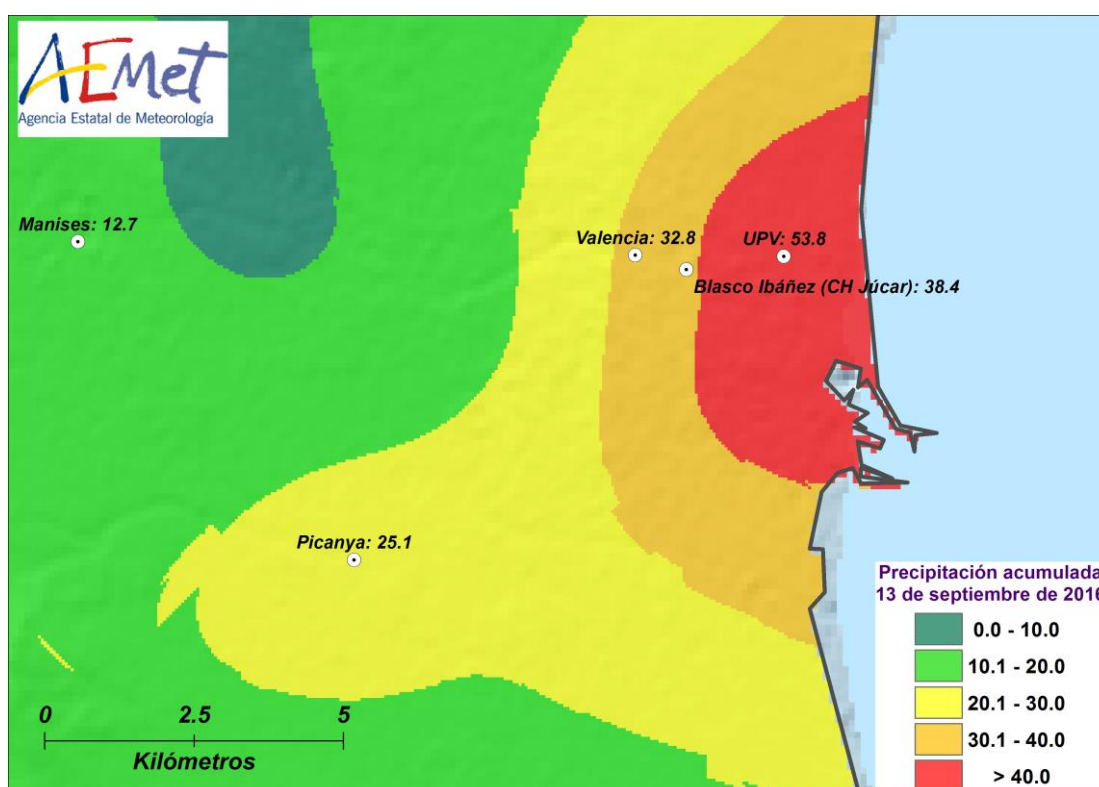 AEMet
Agencia Estatal de Meteorología
Manises: 12.7
Valencia: 32.8
UPV: 53.8
Blasco Ibáñez (CH Júcar): 38.4
Picanya: 25.1
0 2.5 5
Kilómetros
Precipitación acumulada
13 de septiembre de 2016
0.0 - 10.0
10.1 - 20.0
20.1 - 30.0
30.1 - 40.0
> 40.0